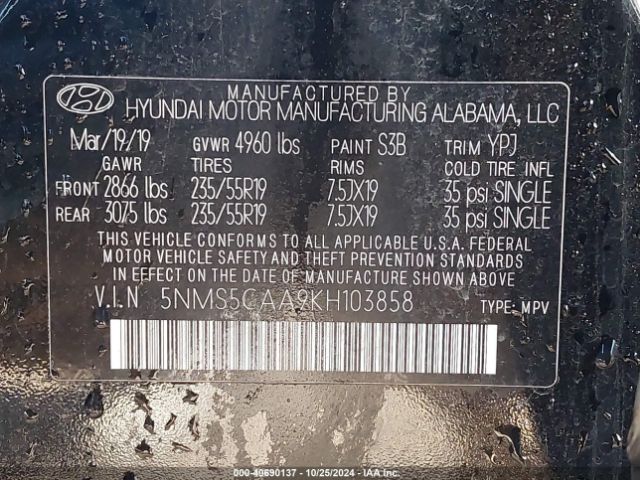 MANUFACTURED BY
HYUNDAI MOTOR MANUFACTURING ALABAMA, LLC
Mar/19/19 GVWR 4960 lbs PAINT S3B TRIM YPJ
GAWR TIRES RIMS COLD TIRE INFL
FRONT 2866 lbs 235/55R19 7.5JX19 35 psi SINGLE
REAR 3075 lbs 235/55R19 7.5JX19 35 psi SINGLE
THIS VEHICLE CONFORMS TO ALL APPLICABLE U.S.A. FEDERAL
MOTOR VEHICLE SAFETY AND THEFT PREVENTION STANDARDS
IN EFFECT ON THE DATE OF MANUFACTURE SHOWN ABOVE.
V.I.N 5NMS5CAA9KH103858 TYPE: MPV
000-40690137 - 10/25/2024 - IAA Inc.